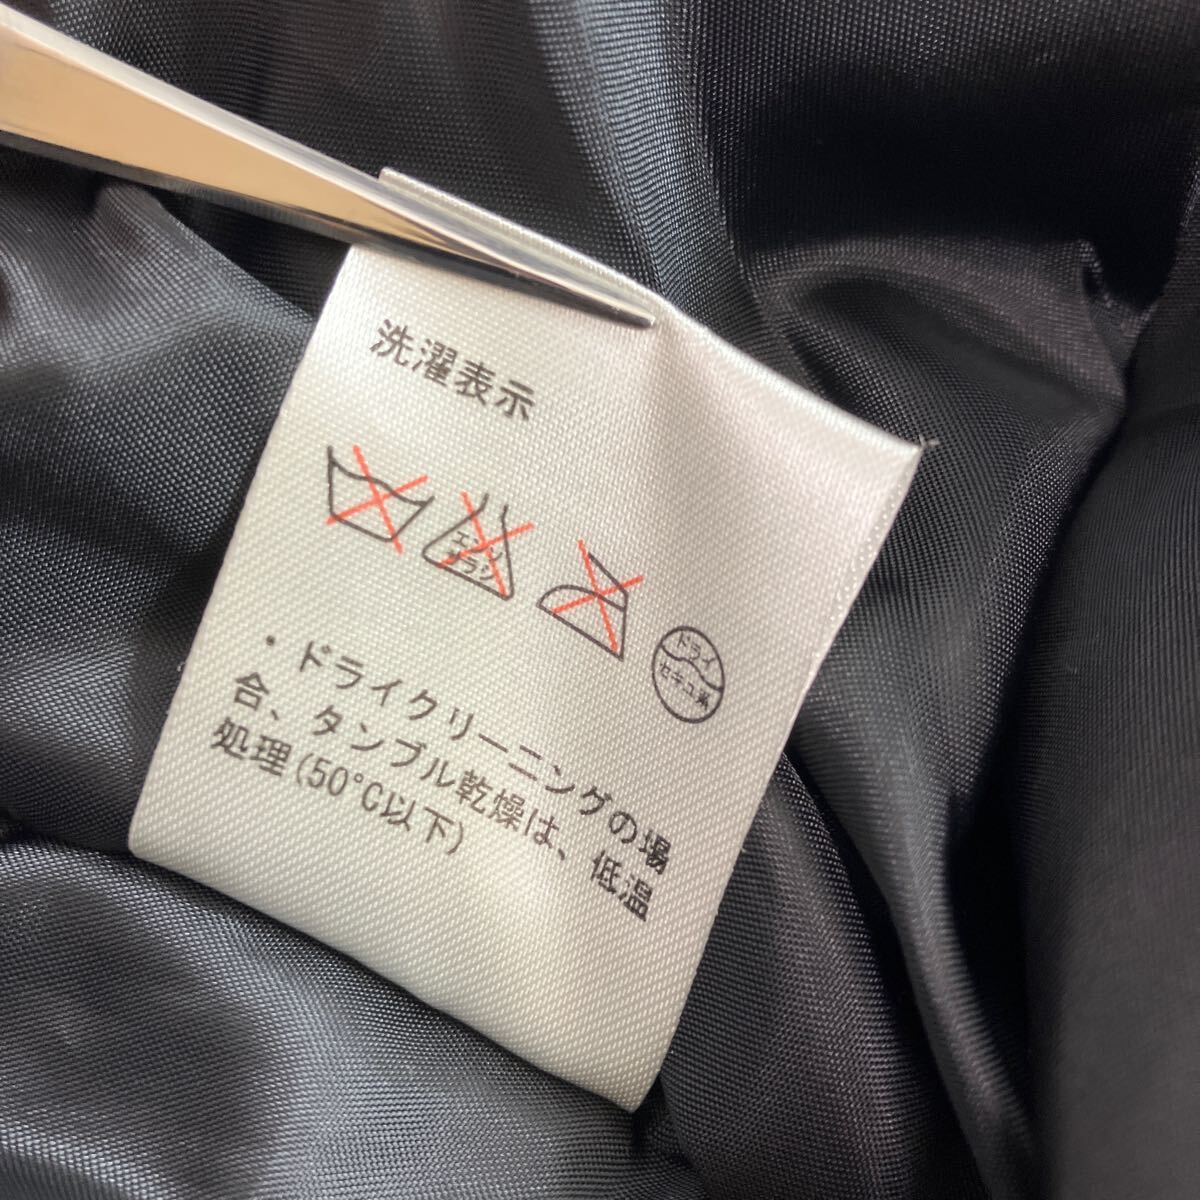 洗濯表示
エンソ
サラシ
ドライ
セキユ系
・ドライクリーニングの場
合、タンブル乾燥は、低温
処理(50°C以下)